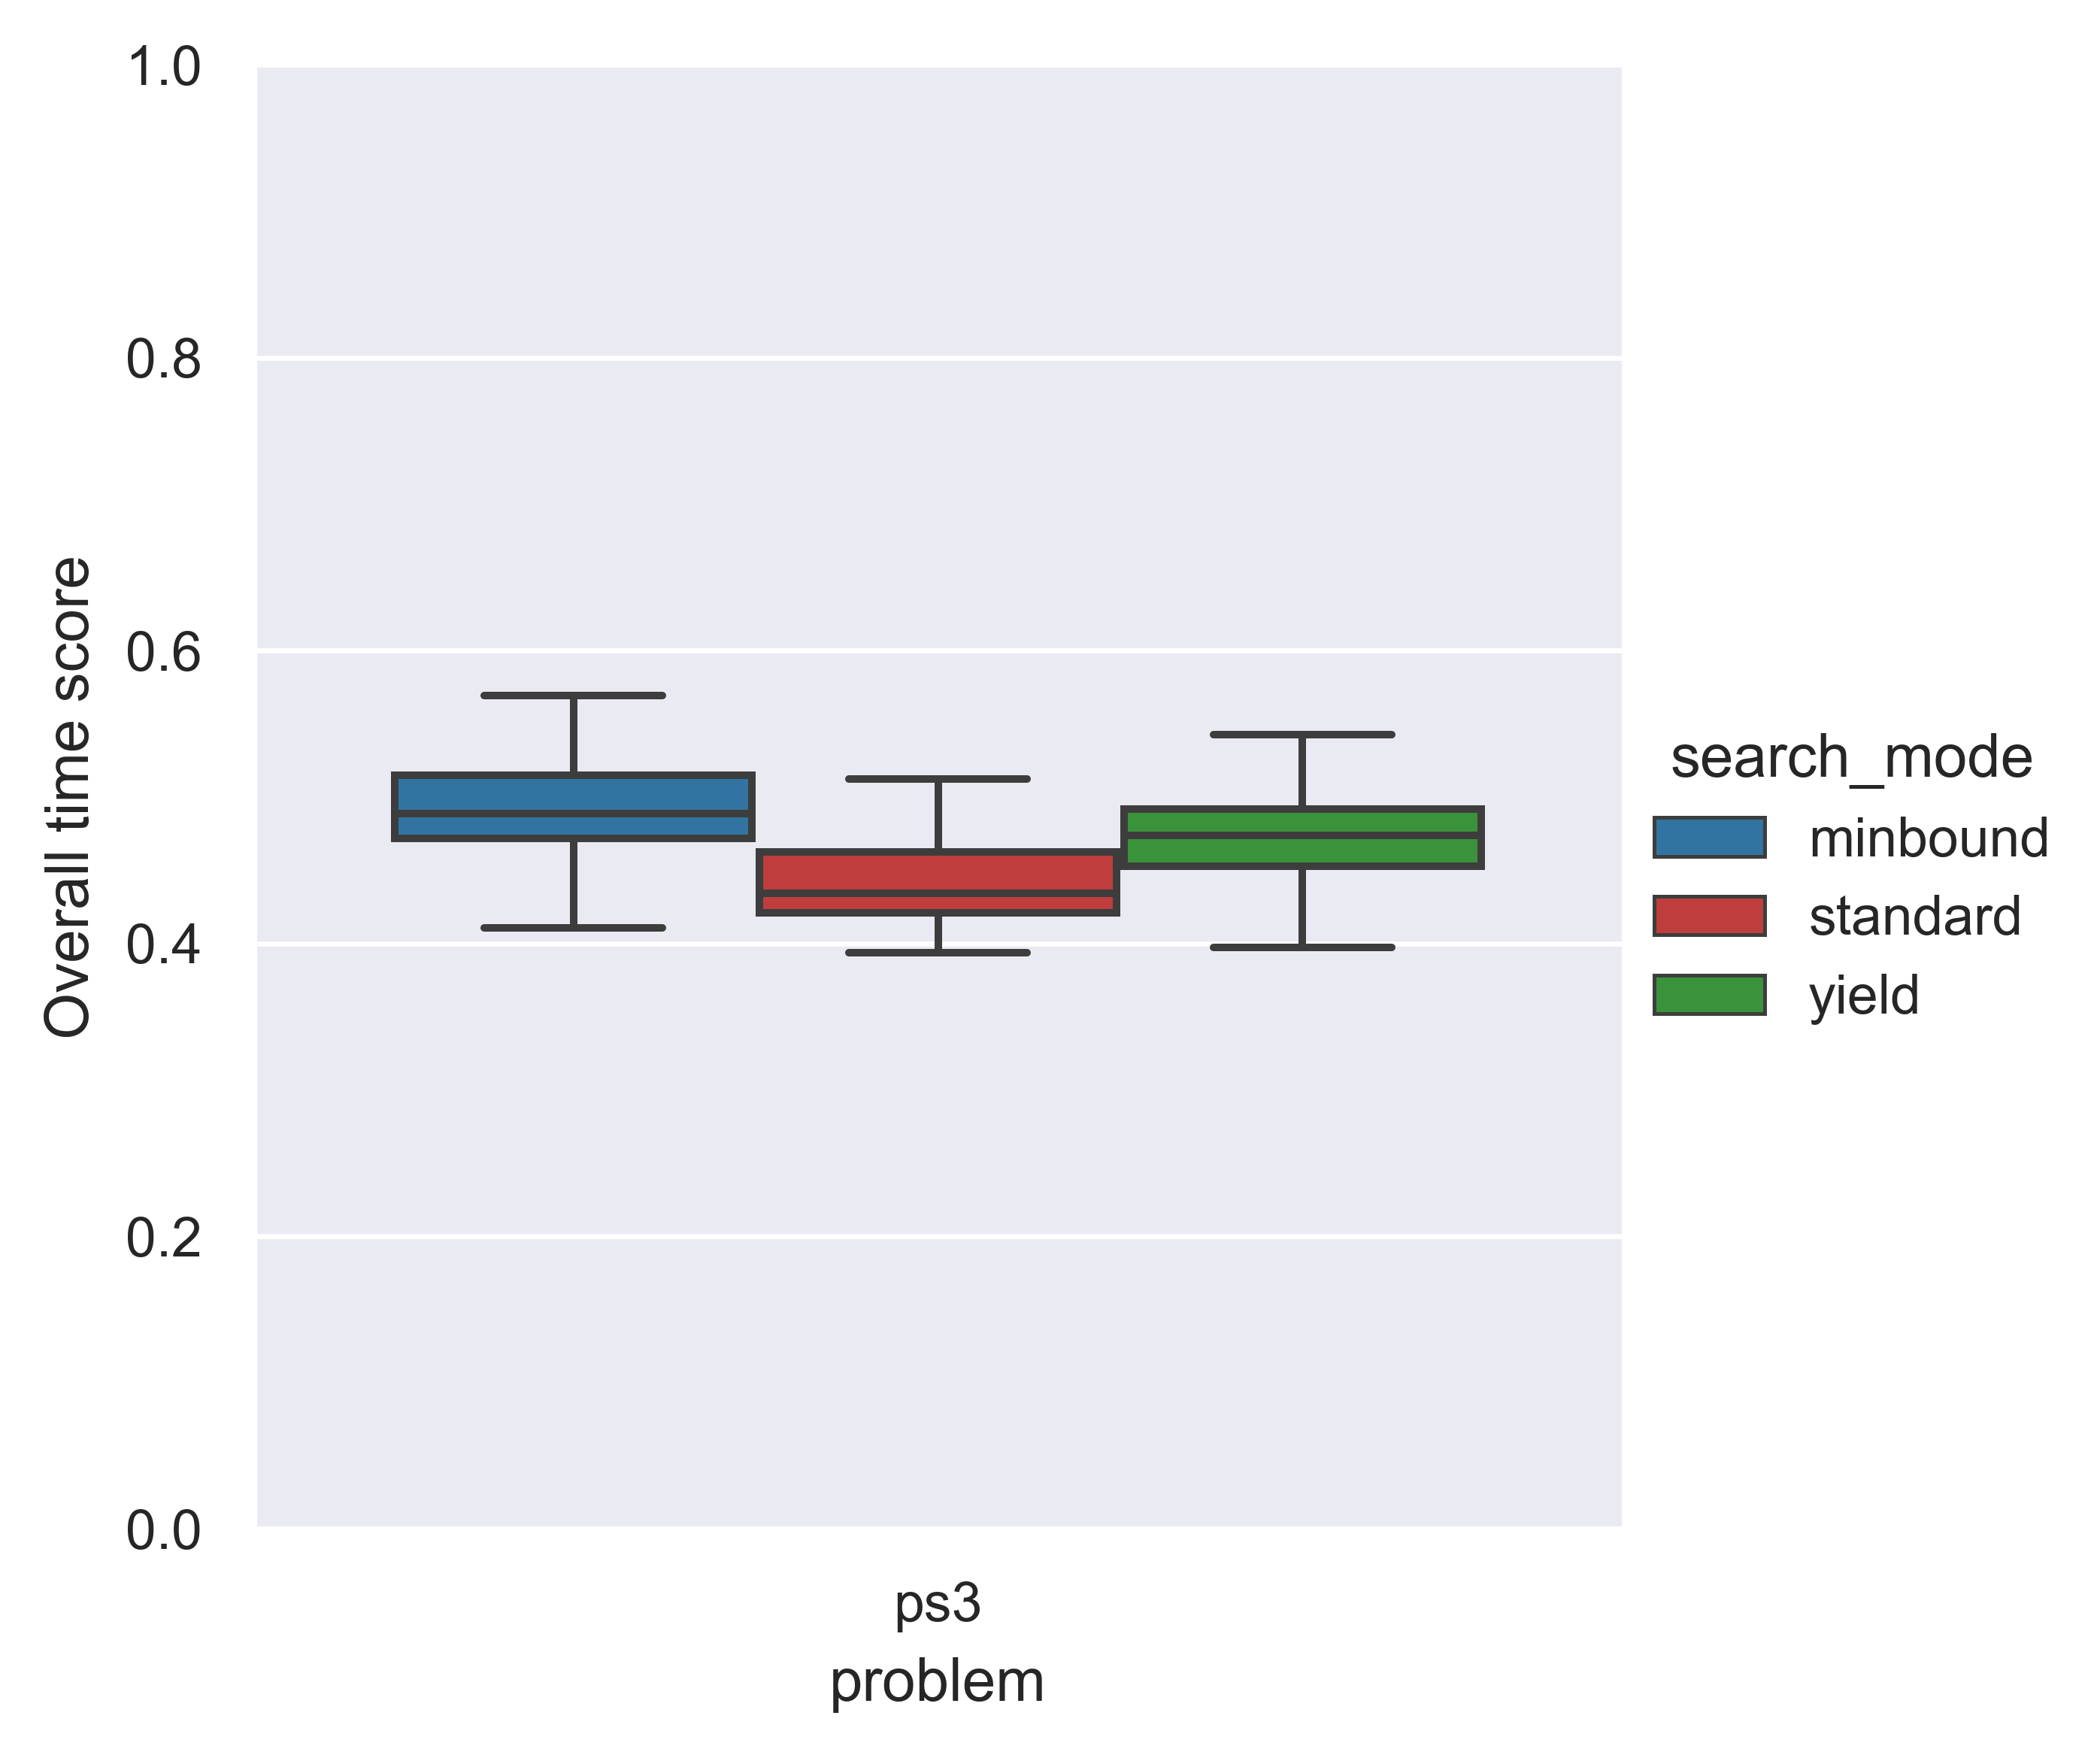 1.0
0.8
0.6
0.4
0.2
0.0
Overall time score
ps3
problem
search_mode
minbound
standard
yield